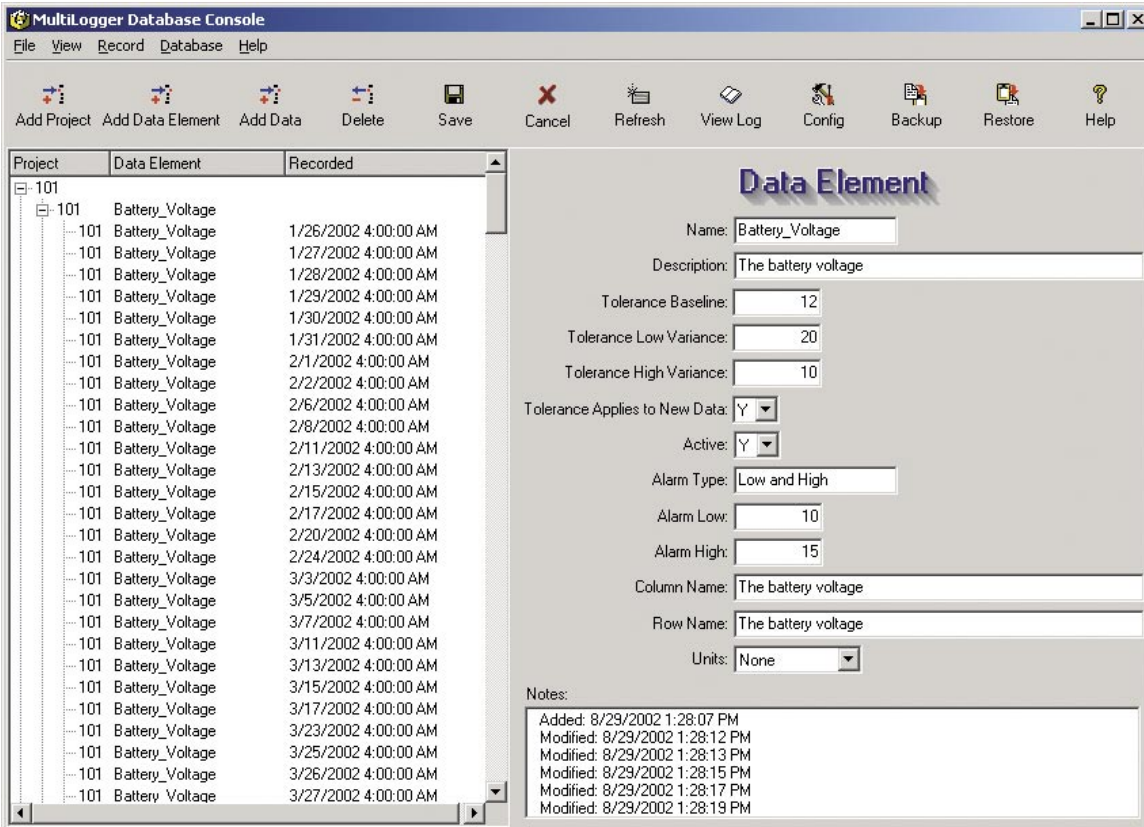 MultiLogger Database Console
File View Record Database Help
Add Project Add Data Element Add Data Delete Save Cancel Refresh View Log Config Backup Restore Help
Project Data Element Recorded
101
101 Battery_Voltage
101 Battery_Voltage 1/26/2002 4:00:00 AM
101 Battery_Voltage 1/27/2002 4:00:00 AM
101 Battery_Voltage 1/28/2002 4:00:00 AM
101 Battery_Voltage 1/29/2002 4:00:00 AM
101 Battery_Voltage 1/30/2002 4:00:00 AM
101 Battery_Voltage 1/31/2002 4:00:00 AM
101 Battery_Voltage 2/1/2002 4:00:00 AM
101 Battery_Voltage 2/2/2002 4:00:00 AM
101 Battery_Voltage 2/6/2002 4:00:00 AM
101 Battery_Voltage 2/8/2002 4:00:00 AM
101 Battery_Voltage 2/11/2002 4:00:00 AM
101 Battery_Voltage 2/13/2002 4:00:00 AM
101 Battery_Voltage 2/15/2002 4:00:00 AM
101 Battery_Voltage 2/17/2002 4:00:00 AM
101 Battery_Voltage 2/20/2002 4:00:00 AM
101 Battery_Voltage 2/24/2002 4:00:00 AM
101 Battery_Voltage 3/3/2002 4:00:00 AM
101 Battery_Voltage 3/5/2002 4:00:00 AM
101 Battery_Voltage 3/7/2002 4:00:00 AM
101 Battery_Voltage 3/11/2002 4:00:00 AM
101 Battery_Voltage 3/13/2002 4:00:00 AM
101 Battery_Voltage 3/15/2002 4:00:00 AM
101 Battery_Voltage 3/17/2002 4:00:00 AM
101 Battery_Voltage 3/23/2002 4:00:00 AM
101 Battery_Voltage 3/25/2002 4:00:00 AM
101 Battery_Voltage 3/26/2002 4:00:00 AM
101 Battery_Voltage 3/27/2002 4:00:00 AM
Data Element
Name: Battery_Voltage
Description: The battery voltage
Tolerance Baseline: 12
Tolerance Low Variance: 20
Tolerance High Variance: 10
Tolerance Applies to New Data: Y
Active: Y
Alarm Type: Low and High
Alarm Low: 10
Alarm High: 15
Column Name: The battery voltage
Row Name: The battery voltage
Units: None
Notes:
Added: 8/29/2002 1:28:07 PM
Modified: 8/29/2002 1:28:12 PM
Modified: 8/29/2002 1:28:13 PM
Modified: 8/29/2002 1:28:15 PM
Modified: 8/29/2002 1:28:17 PM
Modified: 8/29/2002 1:28:19 PM